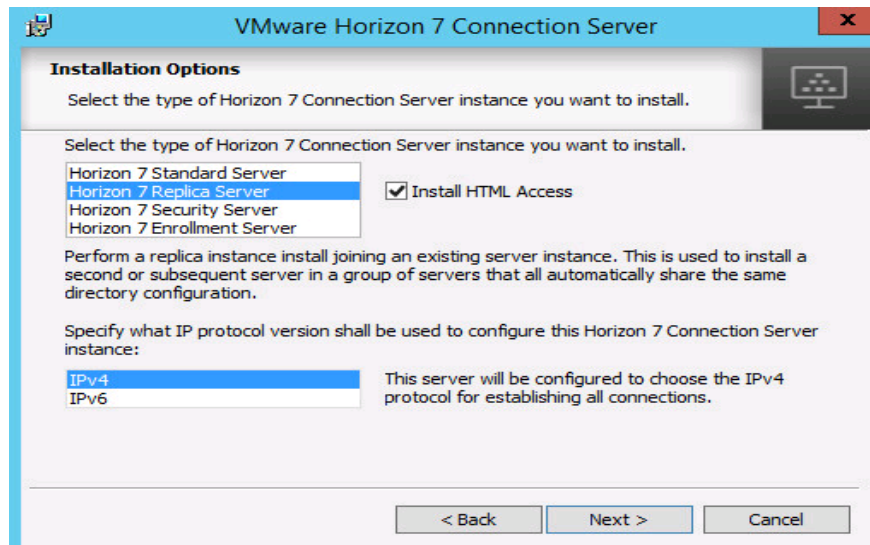 VMware Horizon 7 Connection Server
x
Installation Options
Select the type of Horizon 7 Connection Server instance you want to install.
Select the type of Horizon 7 Connection Server instance you want to install.
Horizon 7 Standard Server
Horizon 7 Replica Server
Install HTML Access
Horizon 7 Security Server
Horizon 7 Enrollment Server
Perform a replica instance install joining an existing server instance. This is used to install a
second or subsequent server in a group of servers that all automatically share the same
directory configuration.
Specify what IP protocol version shall be used to configure this Horizon 7 Connection Server
instance:
IPv4
IPv6
This server will be configured to choose the IPv4
protocol for establishing all connections.
< Back
Next >
Cancel